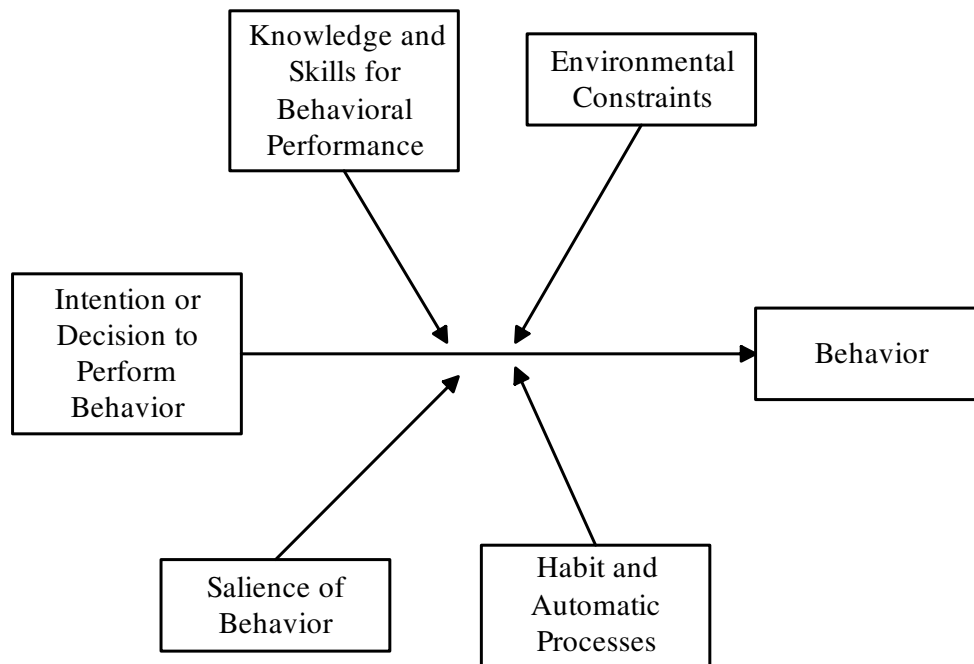 Knowledge and
Skills for
Behavioral
Performance
Environmental
Constraints
Intention or
Decision to
Perform
Behavior
Behavior
Salience of
Behavior
Habit and
Automatic
Processes